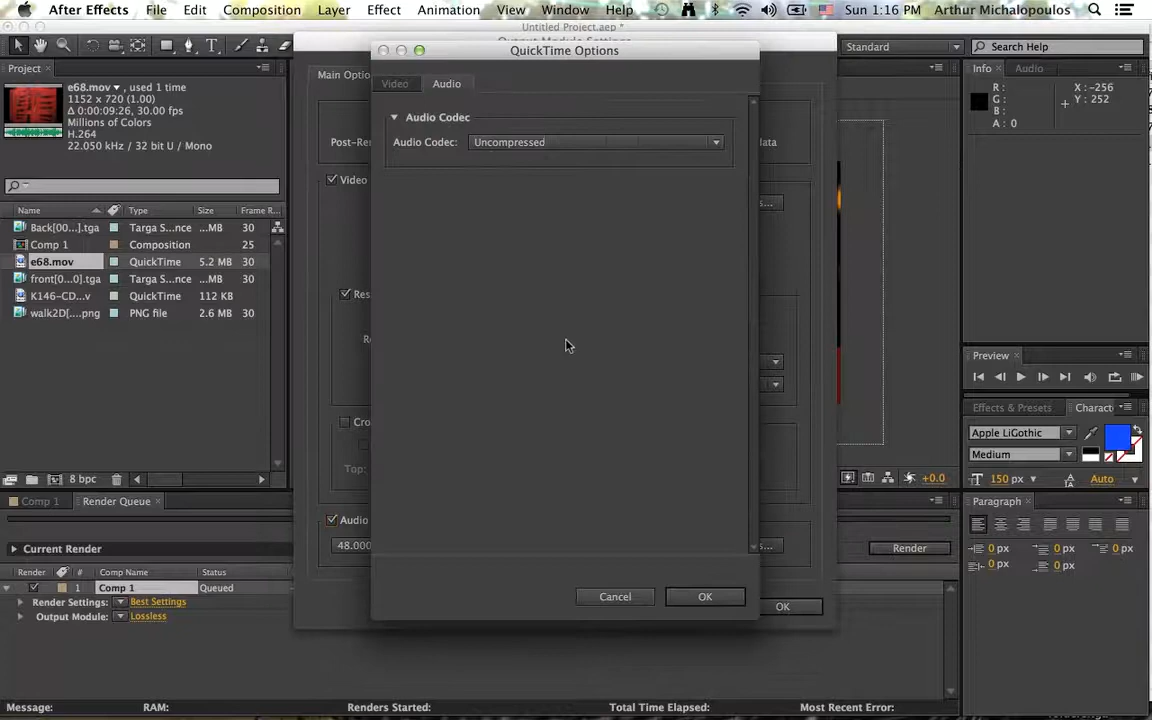 After Effects File Edit Composition Layer Effect Animation View Window Help Sun 1:16 PM Arthur Michalopoulos
Untitled Project.aep *
QuickTime Options
Standard
Search Help
Project
Main Optio
Video Audio
Info Audio
e68.mov , used 1 time
1152 x 720 (1.00)
Δ 0:00:09:26, 30.00 fps
Millions of Colors
H.264
22.050 kHz / 32 bit U / Mono
Audio Codec
Post-Re
Audio Codec: Uncompressed
ata
R :
G :
B :
A : 0
X : -256
Y : 252
Video
s...
Name Type Size Frame R...
Back[00...].tga Targa S...nce ...MB 30
Comp 1 Composition 25
e68.mov QuickTime 5.2 MB 30
front[0...0].tga Targa S...nce ...MB 30
K146-CD...v QuickTime 112 KB
walk2D[....png PNG file 2.6 MB 30
Res
R
Preview
Effects & Presets Charact
Cro
Top:
Apple LiGothic
Medium
8 bpc
+0.0
150 px Auto
Comp 1 Render Queue
Paragraph
Audio
48.000
s...
0 px 0 px 0 px
0 px 0 px
Current Render
Render
Render # Comp Name Status
1 Comp 1 Queued
Render Settings: Best Settings
Output Module: Lossless
Cancel OK
OK
Message: RAM: Renders Started: Total Time Elapsed: Most Recent Error: